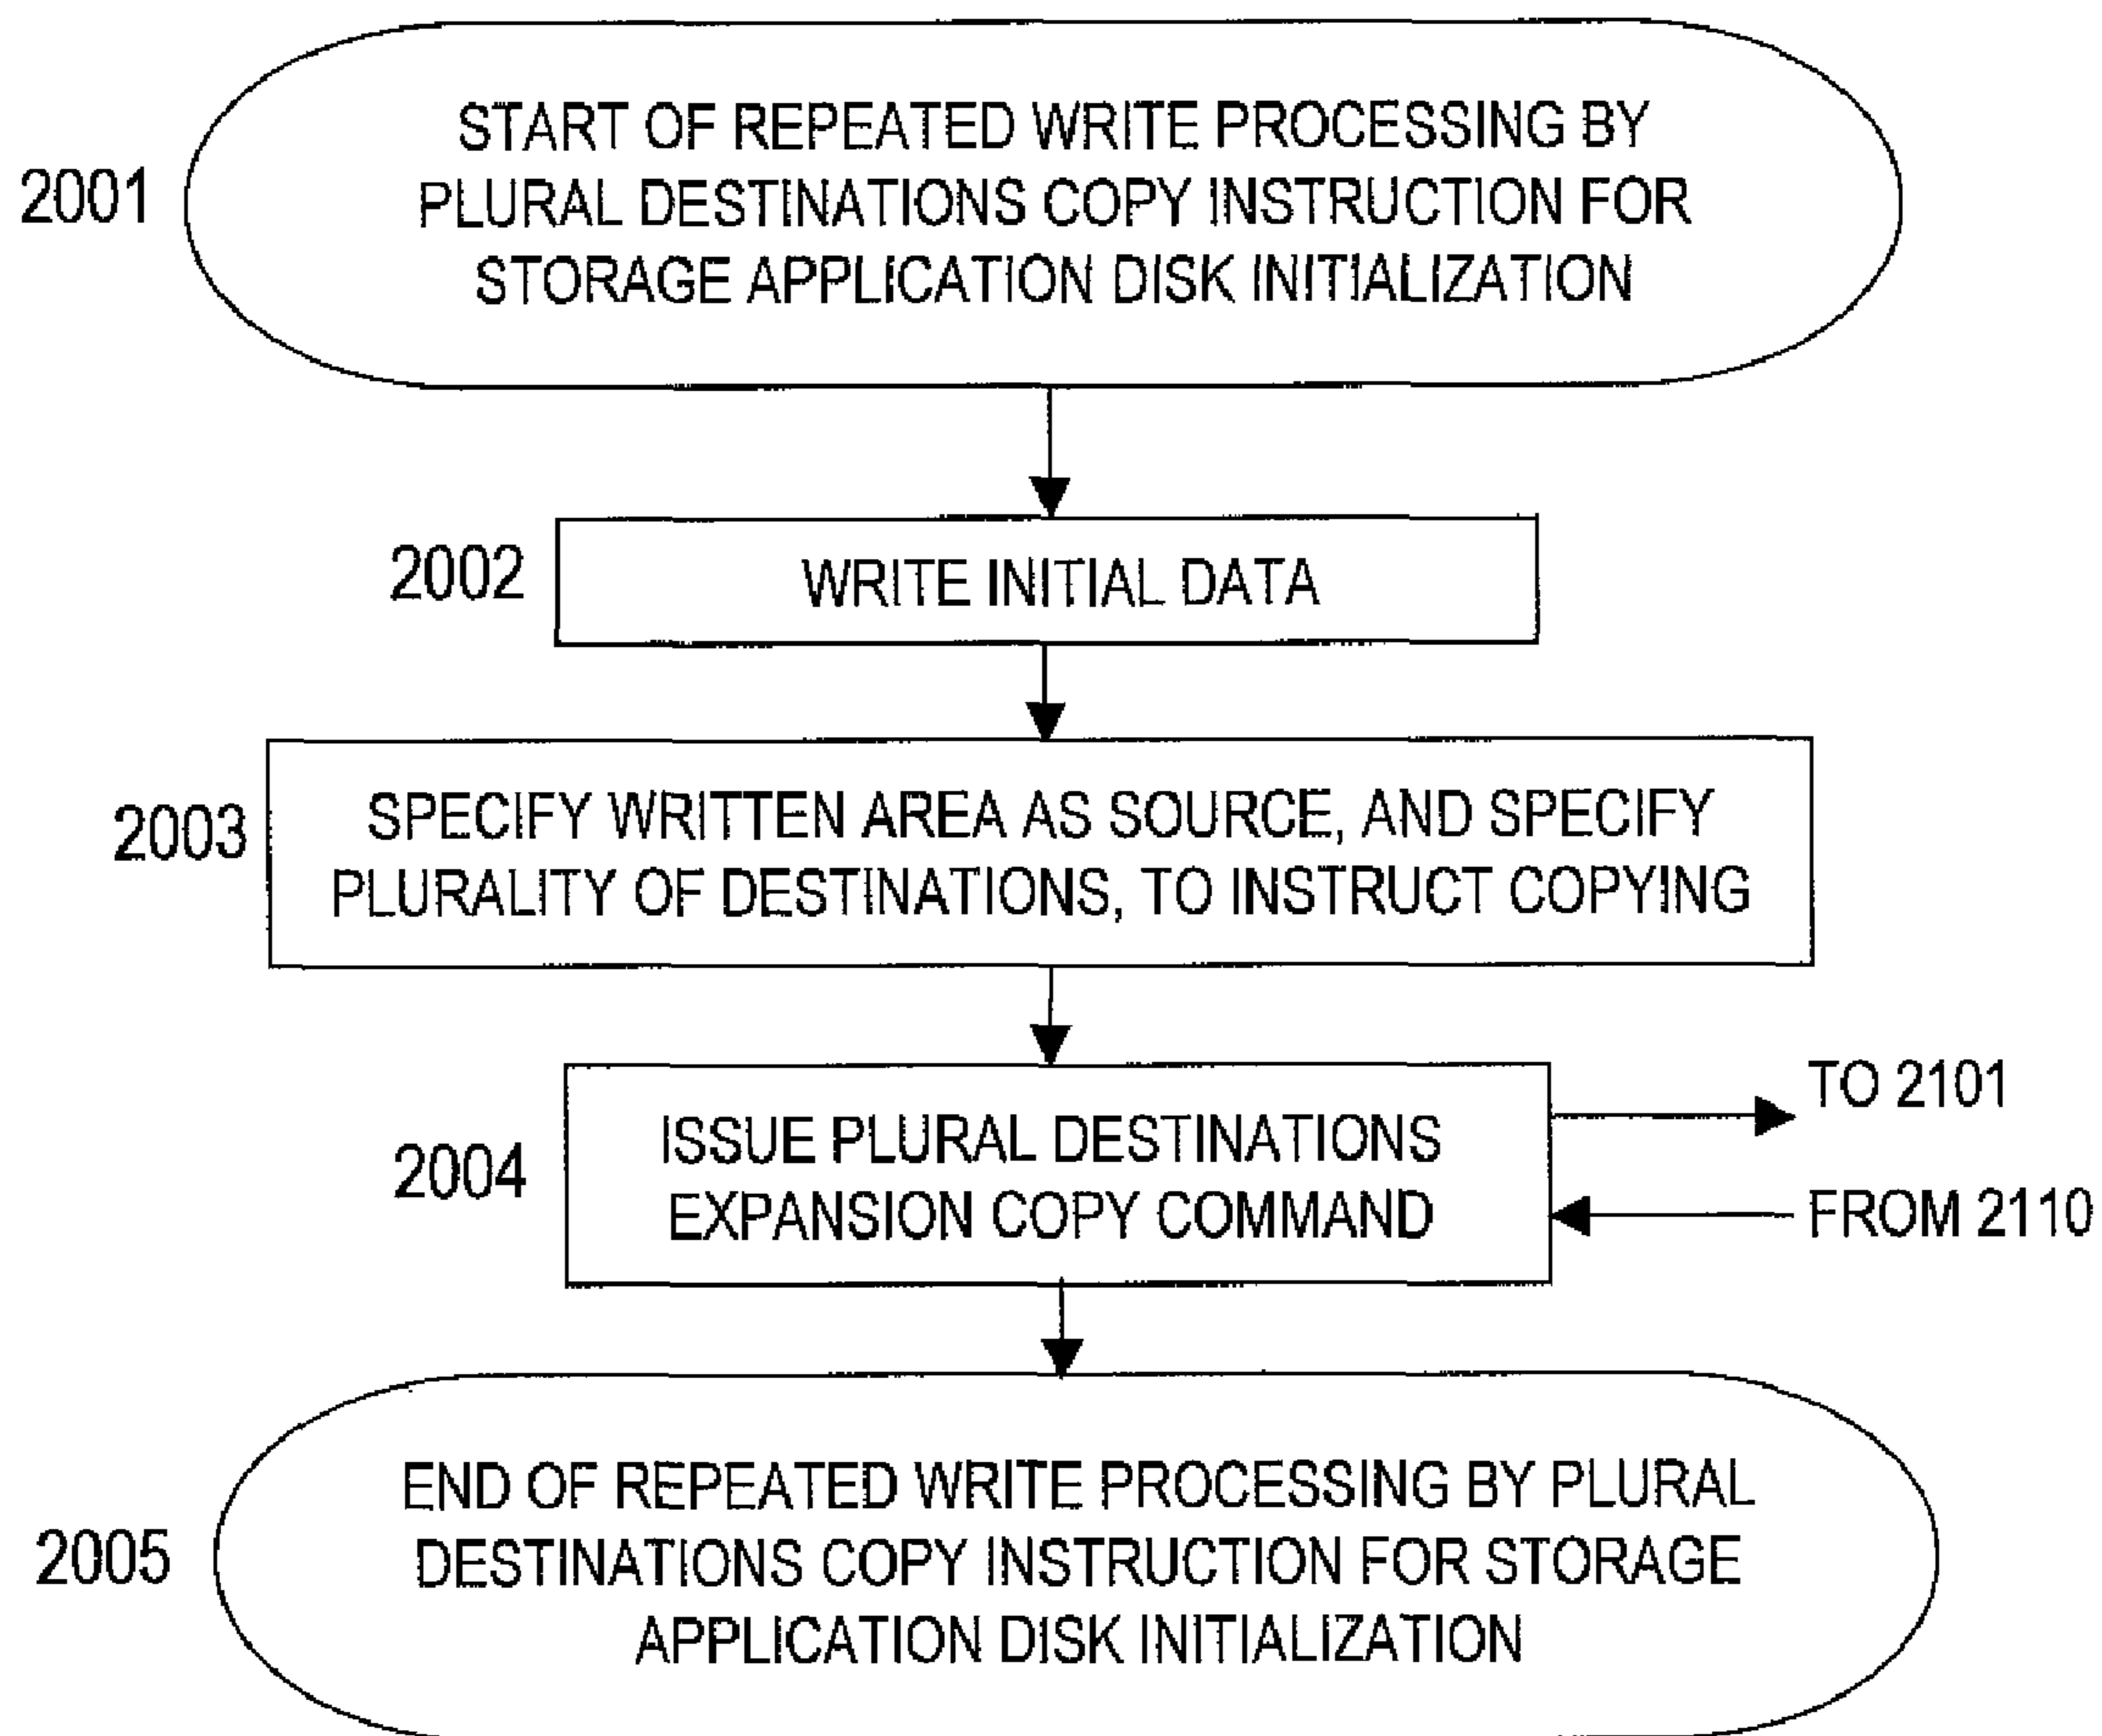 2001
START OF REPEATED WRITE PROCESSING BY
PLURAL DESTINATIONS COPY INSTRUCTION FOR
STORAGE APPLICATION DISK INITIALIZATION
2002
WRITE INITIAL DATA
2003
SPECIFY WRITTEN AREA AS SOURCE, AND SPECIFY
PLURALITY OF DESTINATIONS, TO INSTRUCT COPYING
2004
ISSUE PLURAL DESTINATIONS
EXPANSION COPY COMMAND
TO 2101
FROM 2110
2005
END OF REPEATED WRITE PROCESSING BY PLURAL
DESTINATIONS COPY INSTRUCTION FOR STORAGE
APPLICATION DISK INITIALIZATION